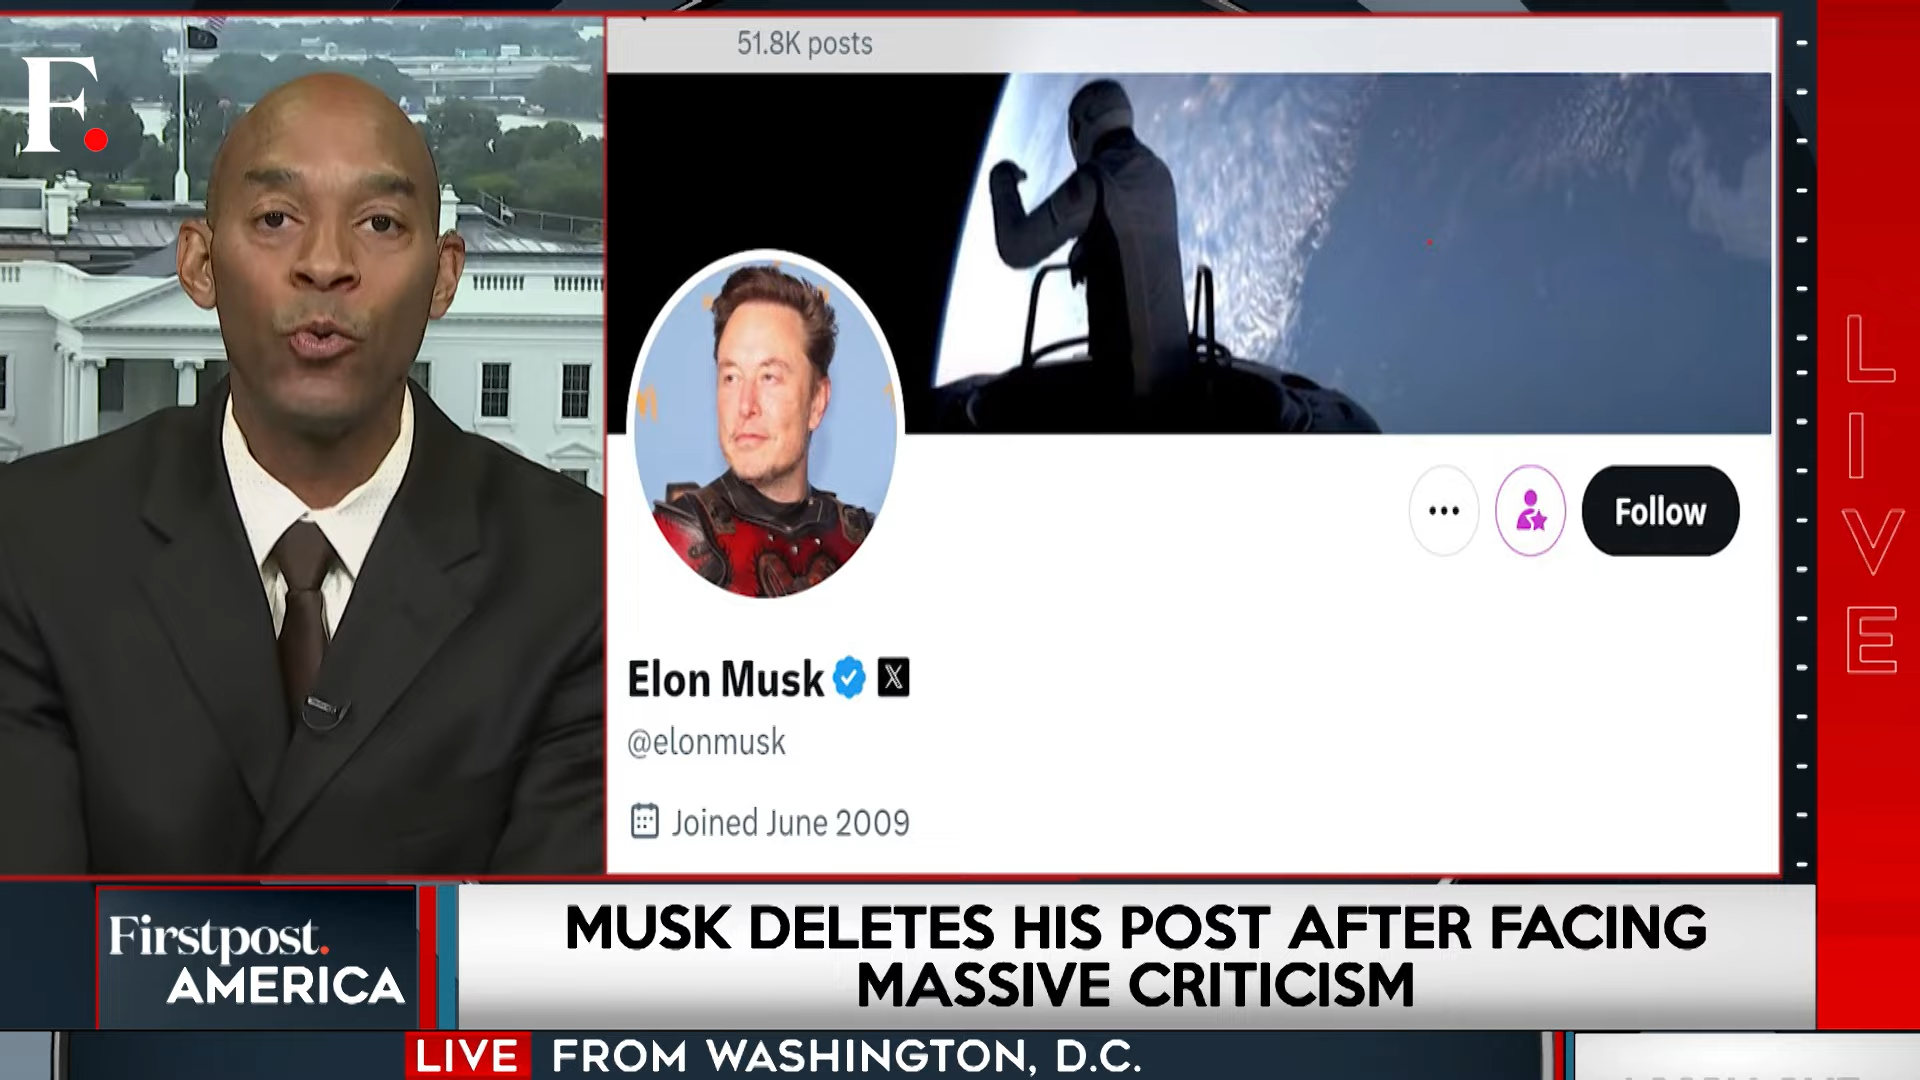 F.
51.8K posts
Follow
Elon Musk
@elonmusk
Joined June 2009
LIVE
Firstpost.
AMERICA
MUSK DELETES HIS POST AFTER FACING
MASSIVE CRITICISM
LIVE FROM WASHINGTON, D.C.